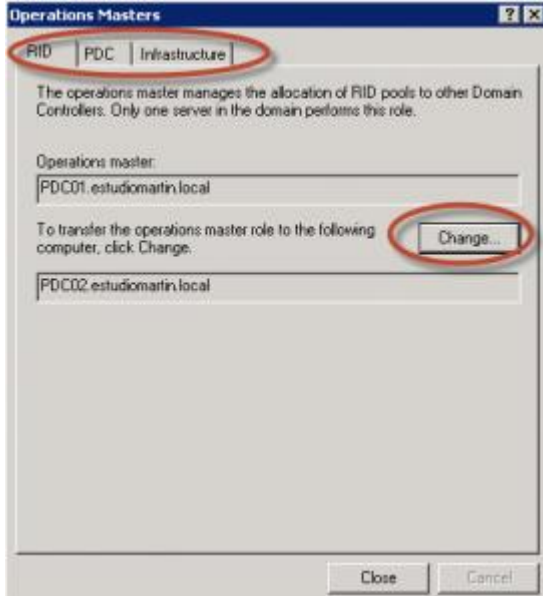 Operations Masters
RID PDC Infrastructure
The operations master manages the allocation of RID pools to other Domain
Controllers. Only one server in the domain performs this role.
Operations master:
PDC01.estudiomartin.local
To transfer the operations master role to the following
computer, click Change.
Change...
PDC02.estudiomartin.local
Close Cancel